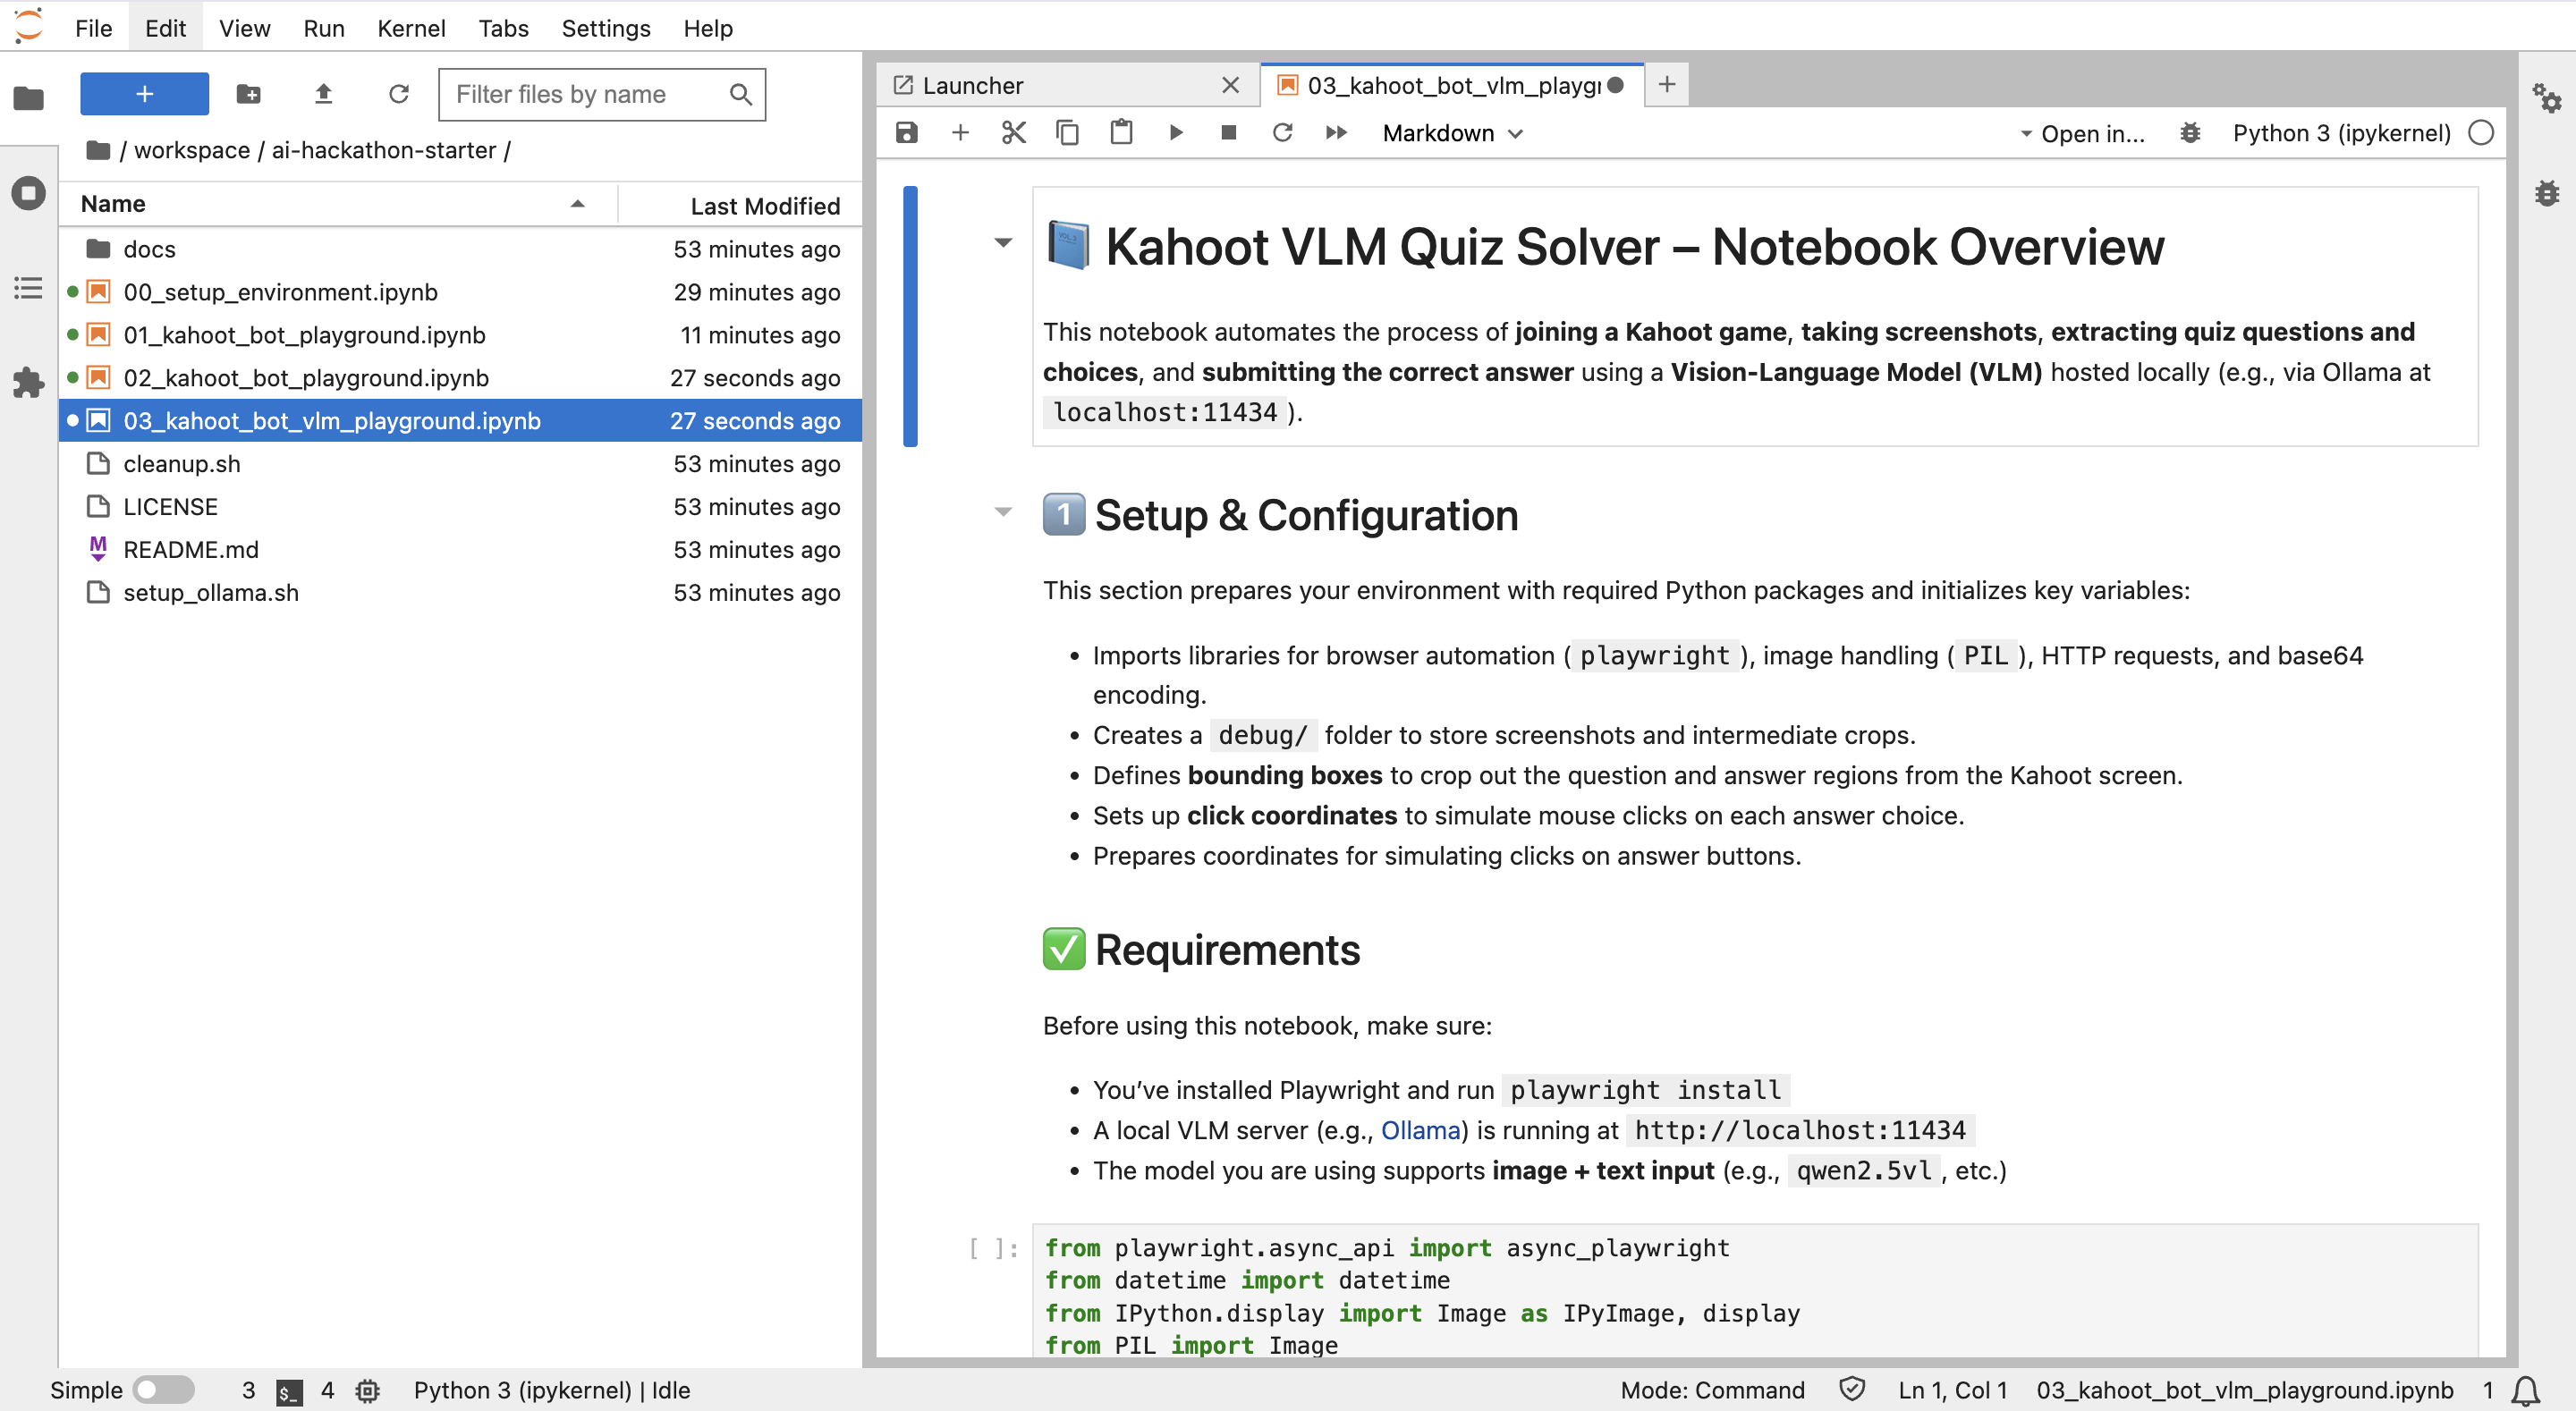 File Edit View Run Kernel Tabs Settings Help
+
Filter files by name
/ workspace / ai-hackathon-starter /
Name Last Modified
docs 53 minutes ago
00_setup_environment.ipynb 29 minutes ago
01_kahoot_bot_playground.ipynb 11 minutes ago
02_kahoot_bot_playground.ipynb 27 seconds ago
03_kahoot_bot_vlm_playground.ipynb 27 seconds ago
cleanup.sh 53 minutes ago
LICENSE 53 minutes ago
README.md 53 minutes ago
setup_ollama.sh 53 minutes ago
Launcher 03_kahoot_bot_vlm_playgr
Markdown Open in... Python 3 (ipykernel)
Kahoot VLM Quiz Solver – Notebook Overview
This notebook automates the process of joining a Kahoot game, taking screenshots, extracting quiz questions and
choices, and submitting the correct answer using a Vision-Language Model (VLM) hosted locally (e.g., via Ollama at
localhost:11434 ).
1 Setup & Configuration
This section prepares your environment with required Python packages and initializes key variables:
• Imports libraries for browser automation ( playwright ), image handling ( PIL ), HTTP requests, and base64
encoding.
• Creates a debug/ folder to store screenshots and intermediate crops.
• Defines bounding boxes to crop out the question and answer regions from the Kahoot screen.
• Sets up click coordinates to simulate mouse clicks on each answer choice.
• Prepares coordinates for simulating clicks on answer buttons.
Requirements
Before using this notebook, make sure:
• You’ve installed Playwright and run playwright install
• A local VLM server (e.g., Ollama) is running at http://localhost:11434
• The model you are using supports image + text input (e.g., qwen2.5vl , etc.)
[ ]: from playwright.async_api import async_playwright
from datetime import datetime
from IPython.display import Image as IPyImage, display
from PIL import Image
Simple 3 $_ 4 Python 3 (ipykernel) | Idle Mode: Command Ln 1, Col 1 03_kahoot_bot_vlm_playground.ipynb 1